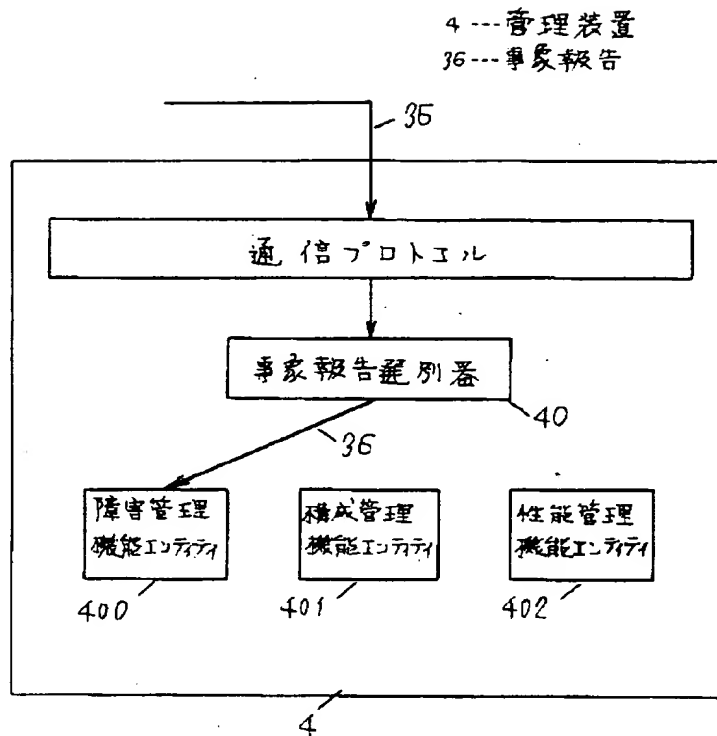 4---管理装置
36---事象報告
36
通信プロトコル
事象報告選別器
40
36
障害管理
機能エンティティ
構成管理
機能エンティティ
性能管理
機能エンティティ
400
401
402
4